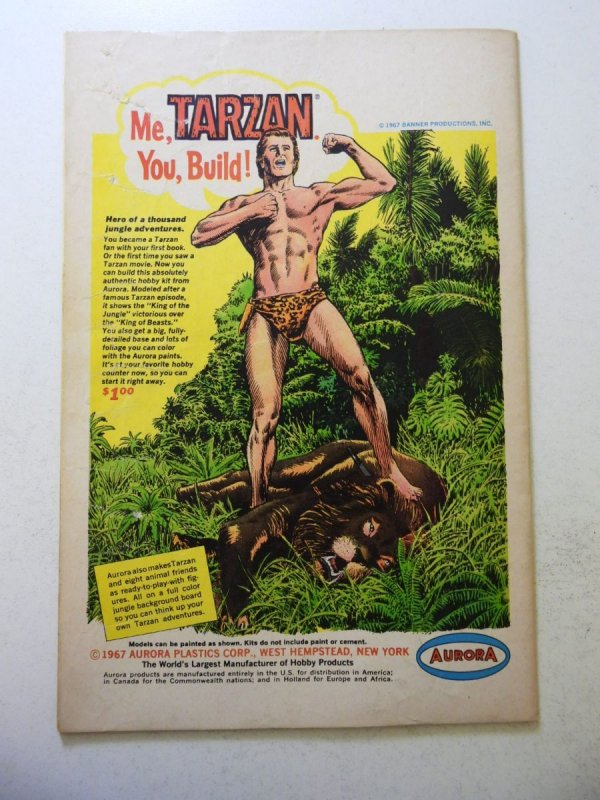 Me, TARZAN®.
You, Build!
© 1967 BANNER PRODUCTIONS, INC.
Hero of a thousand
jungle adventures.
You became a Tarzan
fan with your first book.
Or the first time you saw a
Tarzan movie. Now you
can build this absolutely
authentic hobby kit from
Aurora. Modeled after a
famous Tarzan episode,
it shows the "King of the
Jungle" victorious over
the "King of Beasts."
You also get a big, fully-
detailed base and lots of
foliage you can color
with the Aurora paints.
It's at your favorite hobby
counter now, so you can
start it right away.
$1.00
Aurora also makes Tarzan
and eight animal friends
as ready-to-play-with fig-
ures. All on a full color
jungle background board
so you can think up your
own Tarzan adventures.
Models can be painted as shown. Kits do not include paint or cement.
© 1967 AURORA PLASTICS CORP., WEST HEMPSTEAD, NEW YORK
The World's Largest Manufacturer of Hobby Products
Aurora products are manufactured entirely in the U.S. for distribution in America;
in Canada for the Commonwealth nations; and in Holland for Europe and Africa.
AURORA